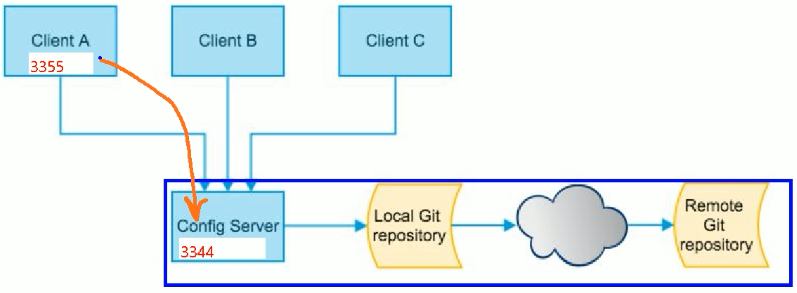 Client A
3355
Client B
Client C
Config Server
3344
Local Git
repository
Remote
Git
repository